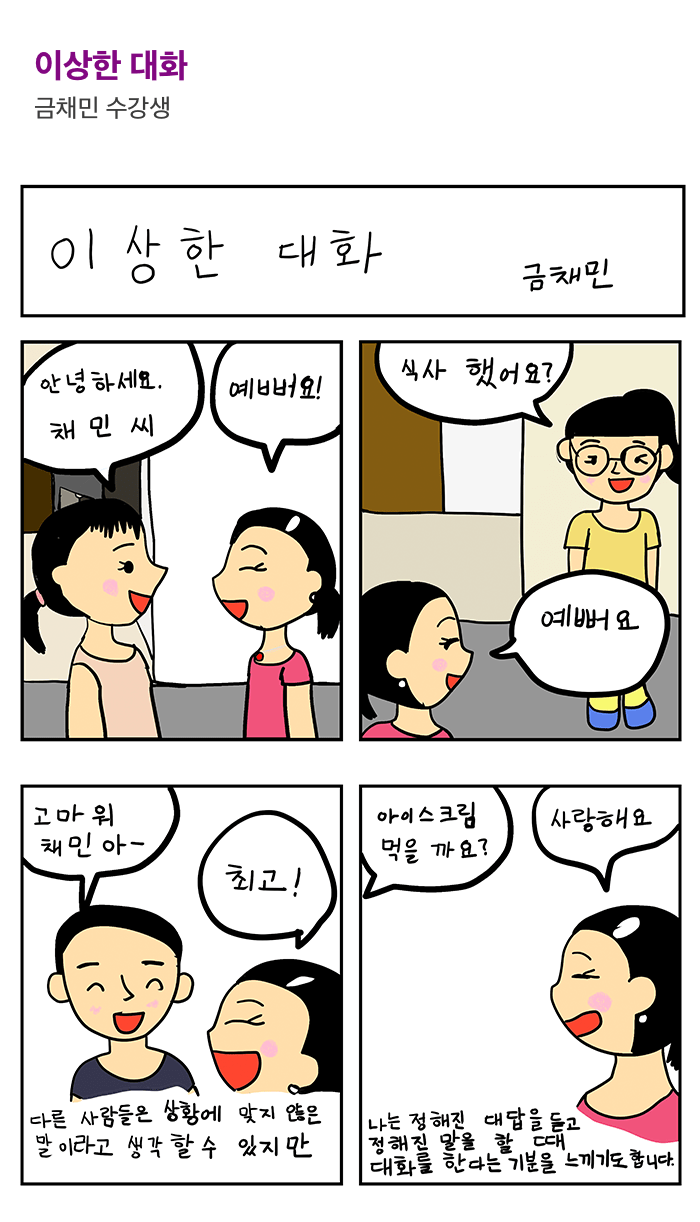 이상한 대화
금채민 수강생
이상한 대화
금채민
안녕하세요.
채민 씨
예뻐요!
식사 했어요?
예뻐요
고마워
채민아-
최고!
다른 사람들은 상황에 맞지 않은
말이라고 생각 할 수 있지만
아이스크림
먹을까요?
사랑해요
나는 정해진 대답을 듣고
정해진 말을 할 때
대화를 한다는 기분을 느끼기도 합니다.